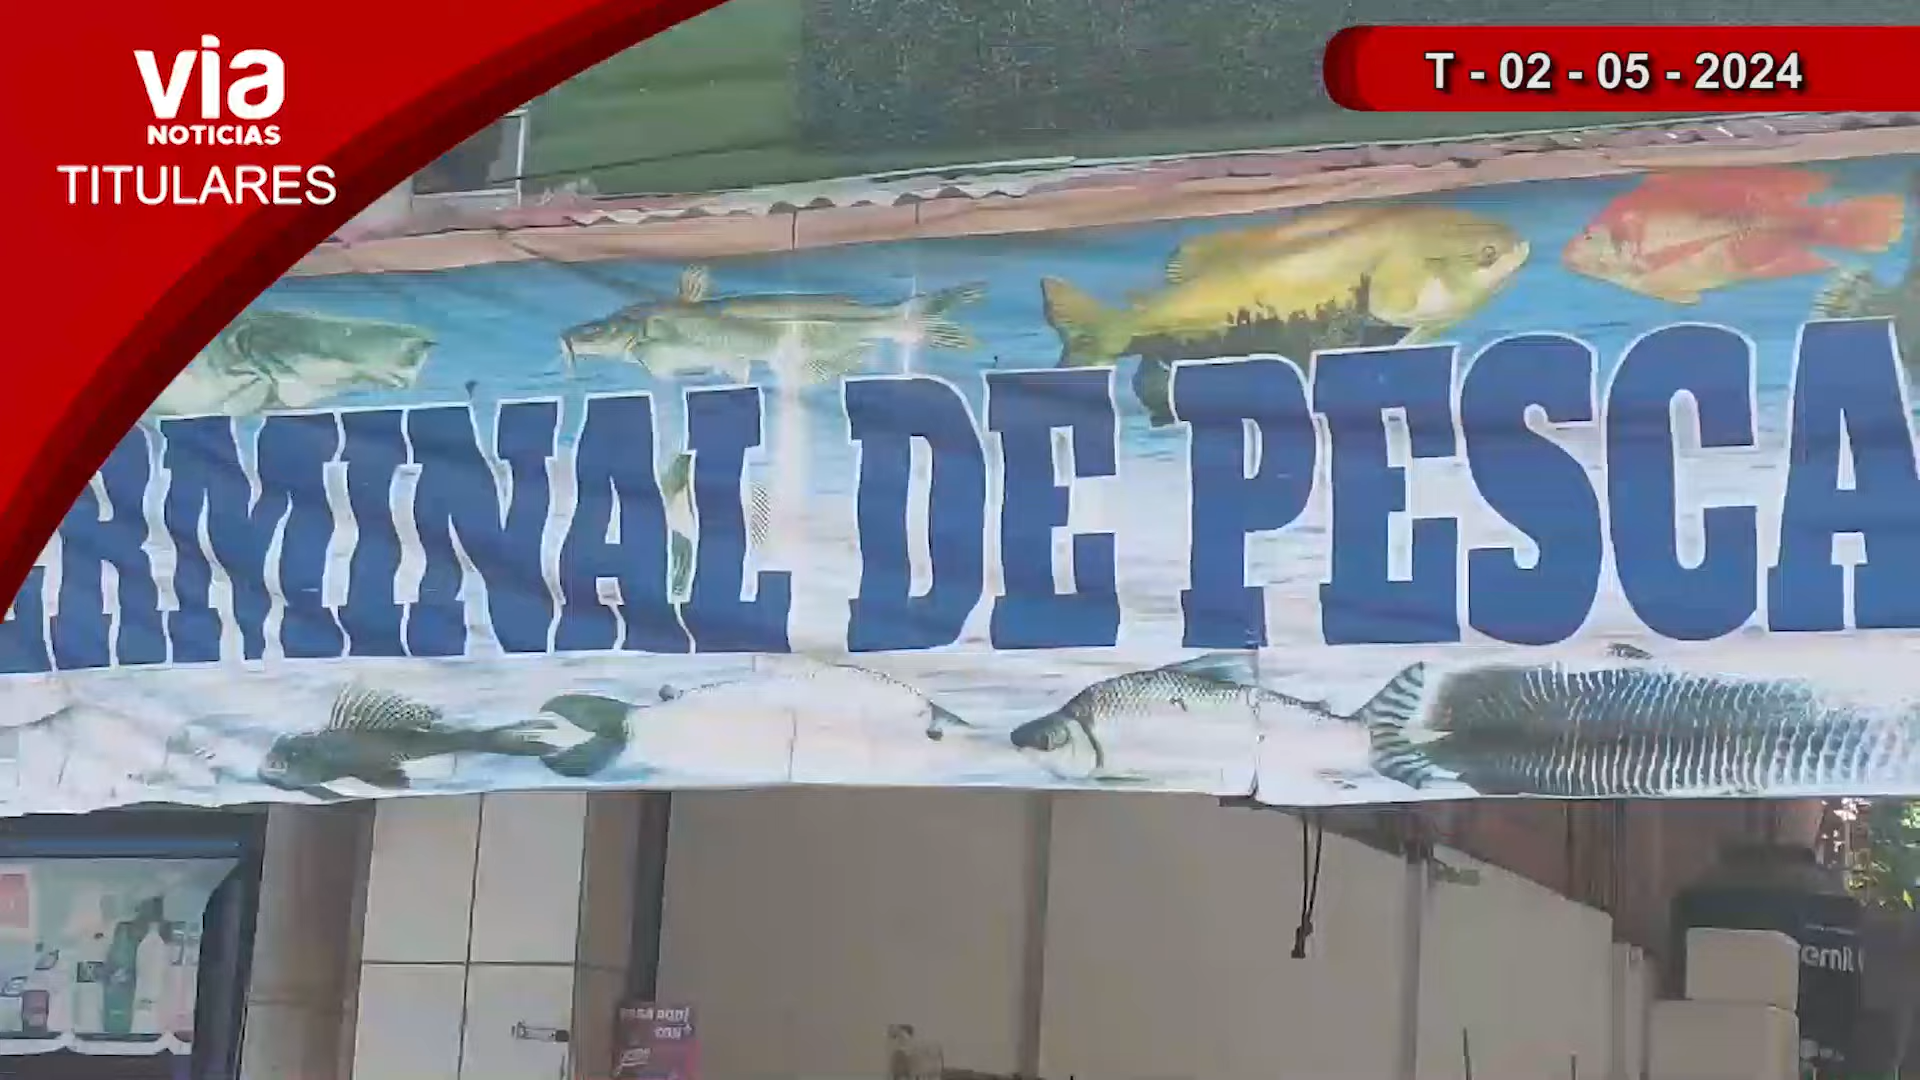 via
NOTICIAS
TITULARES
T - 02 - 05 - 2024
RMINAL DE PESCA